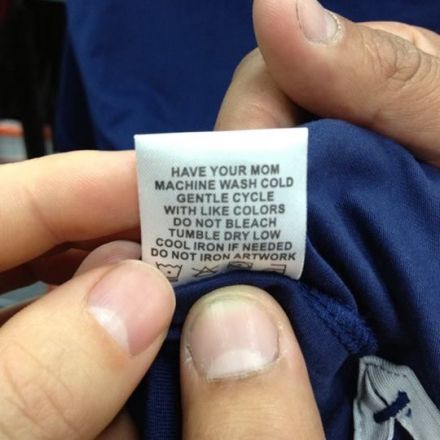 HAVE YOUR MOM
MACHINE WASH COLD
GENTLE CYCLE
WITH LIKE COLORS
DO NOT BLEACH
TUMBLE DRY LOW
COOL IRON IF NEEDED
DO NOT IRON ARTWORK